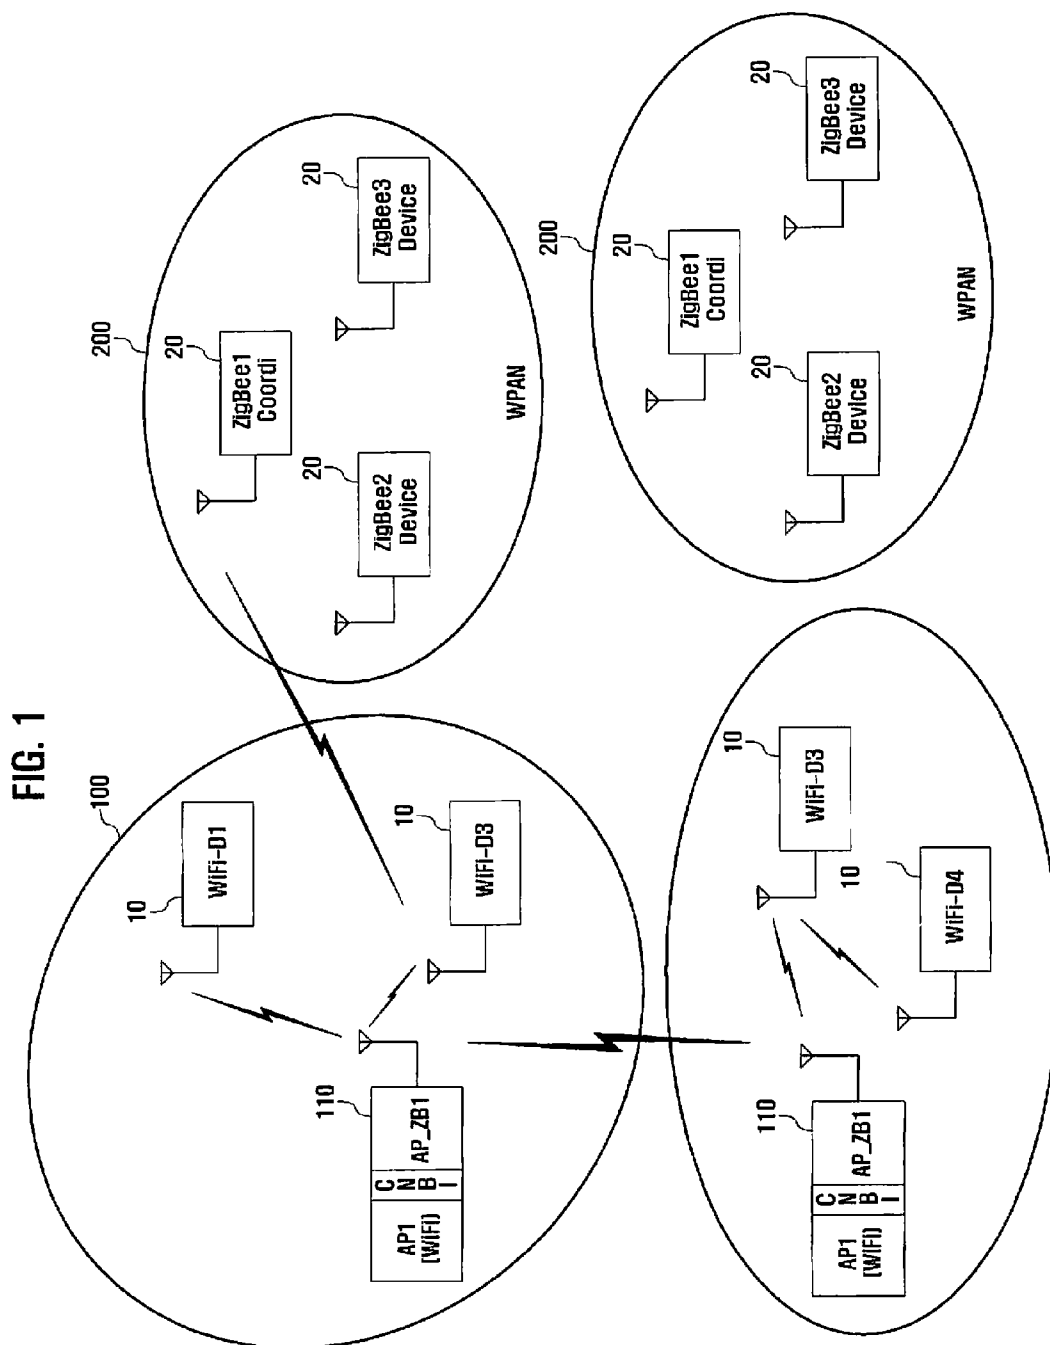 FIG. 1
100
10
WiFi-D1
10
WiFi-D3
110
AP1
(WiFi)
C
N
B
I
AP_ZB1
200
20
ZigBee1
Coordi
20
ZigBee2
Device
20
ZigBee3
Device
WPAN
10
WiFi-D3
10
WiFi-D4
110
AP1
(WiFi)
C
N
B
I
AP_ZB1
200
20
ZigBee1
Coordi
20
ZigBee2
Device
20
ZigBee3
Device
WPAN